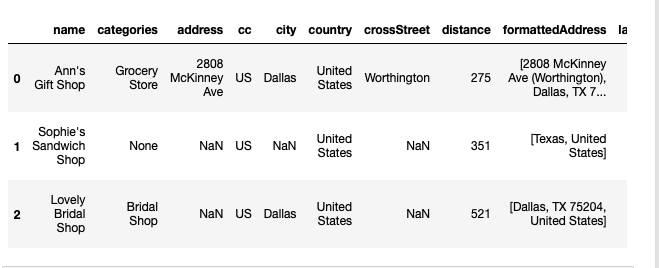 name categories address cc city country crossStreet distance formattedAddress la
0 Ann's Gift Shop Grocery Store 2808 McKinney Ave US Dallas United States Worthington 275 [2808 McKinney Ave (Worthington), Dallas, TX 7...
1 Sophie's Sandwich Shop None NaN US NaN United States NaN 351 [Texas, United States]
2 Lovely Bridal Shop Bridal Shop NaN US Dallas United States NaN 521 [Dallas, TX 75204, United States]